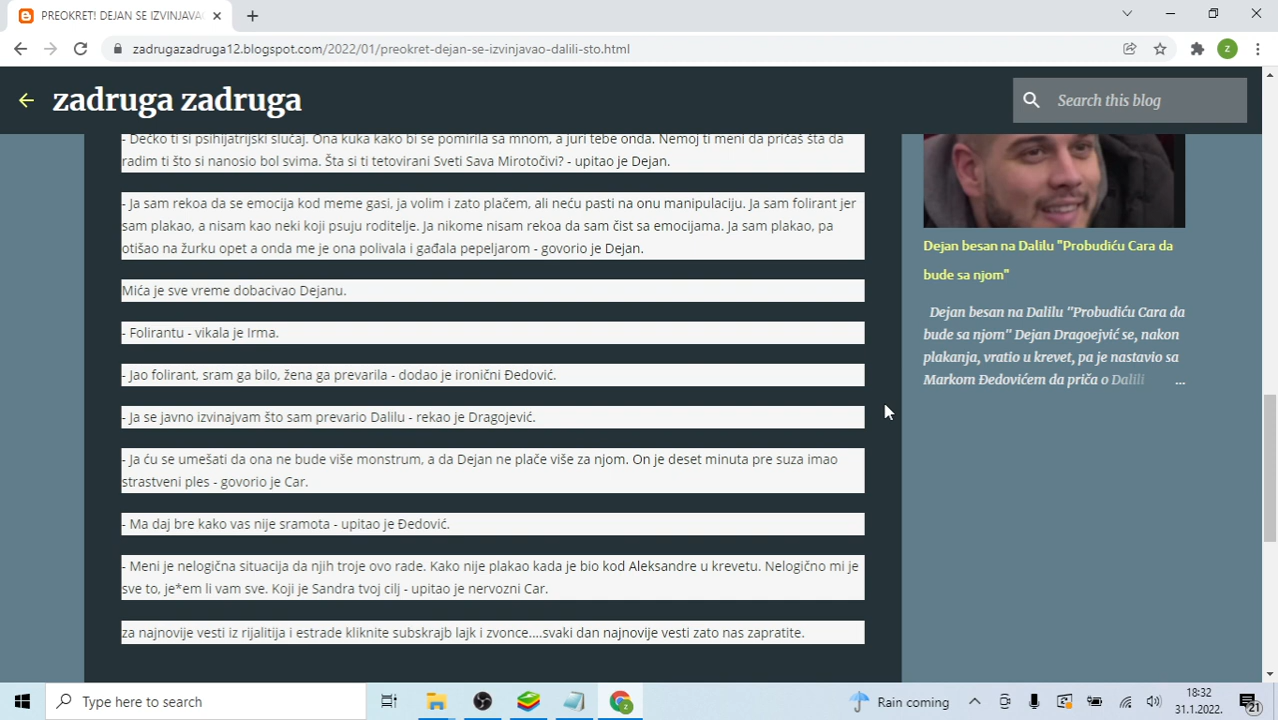 PREOKRET! DEJAN SE IZVINJAVAO
zadrugazadruga12.blogspot.com/2022/01/preokret-dejan-se-izvinjavao-dalili-sto.html
z
zadruga zadruga
Search this blog
- Dečko ti si psihijatrijski slučaj. Ona kuka kako bi se pomirila sa mnom, a juri tebe onda. Nemoj ti meni da pričaš šta da
radim ti što si nanosio bol svima. Šta si ti tetovirani Sveti Sava Mirotočivi? - upitao je Dejan.
- Ja sam rekoa da se emocija kod meme gasi, ja volim i zato plačem, ali neću pasti na onu manipulaciju. Ja sam folirant jer
sam plakao, a nisam kao neki koji psuju roditelje. Ja nikome nisam rekoa da sam čist sa emocijama. Ja sam plakao, pa
otišao na žurku opet a onda me je ona polivala i gađala pepeljarom - govorio je Dejan.
Mića je sve vreme dobacivao Dejanu.
- Folirantu - vikala je Irma.
- Jao folirant, sram ga bilo, žena ga prevarila - dodao je ironični Đedović.
- Ja se javno izvinajvam što sam prevario Dalilu - rekao je Dragojević.
- Ja ću se umešati da ona ne bude više monstrum, a da Dejan ne plače više za njom. On je deset minuta pre suza imao
strastveni ples - govorio je Car.
- Ma daj bre kako vas nije sramota - upitao je Đedović.
- Meni je nelogična situacija da njih troje ovo rade. Kako nije plakao kada je bio kod Aleksandre u krevetu. Nelogično mi je
sve to, je*em li vam sve. Koji je Sandra tvoj cilj - upitao je nervozni Car.
za najnovije vesti iz rijalitija i estrade kliknite subskrajb lajk i zvonce....svaki dan najnovije vesti zato nas zapratite.
Dejan besan na Dalilu "Probudiću Cara da
bude sa njom"
Dejan besan na Dalilu "Probudiću Cara da
bude sa njom" Dejan Dragoejvić se, nakon
plakanja, vratio u krevet, pa je nastavio sa
Markom Đedovićem da priča o Dalili ...
Type here to search
Rain coming
18:32
31.1.2022.
21